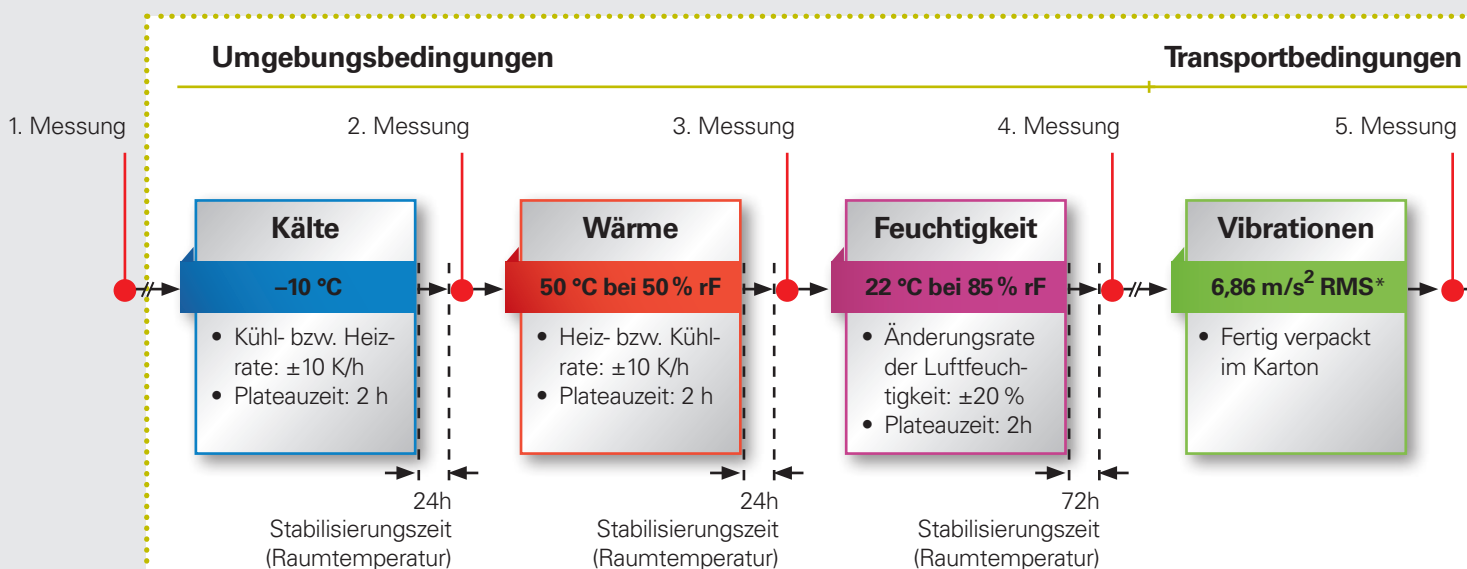 Umgebungsbedingungen
Transportbedingungen
1. Messung
2. Messung
3. Messung
4. Messung
5. Messung
Kälte
–10 °C
• Kühl- bzw. Heiz-
rate: ±10 K/h
• Plateauzeit: 2 h
24h
Stabilisierungszeit
(Raumtemperatur)
Wärme
50 °C bei 50 % rF
• Heiz- bzw. Kühl-
rate: ±10 K/h
• Plateauzeit: 2 h
24h
Stabilisierungszeit
(Raumtemperatur)
Feuchtigkeit
22 °C bei 85 % rF
• Änderungsrate
der Luftfeuch-
tigkeit: ±20 %
• Plateauzeit: 2h
72h
Stabilisierungszeit
(Raumtemperatur)
Vibrationen
6,86 m/s² RMS*
• Fertig verpackt
im Karton